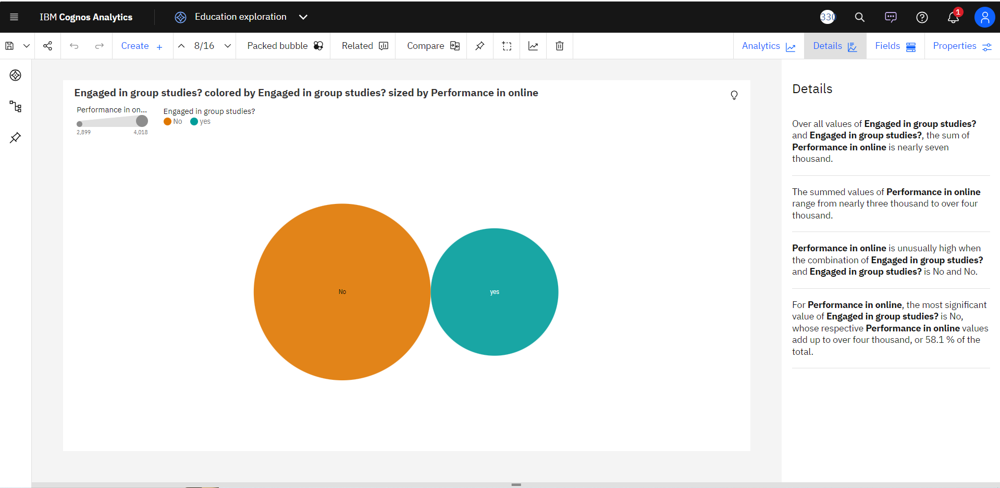 IBM Cognos Analytics
Education exploration
330
1
Create +
8/16
Packed bubble
Related
Compare
Analytics
Details
Fields
Properties
Engaged in group studies? colored by Engaged in group studies? sized by Performance in online
Performance in on...
2,899
4,018
Engaged in group studies?
No
yes
No
yes
Details
Over all values of Engaged in group studies?
and Engaged in group studies?, the sum of
Performance in online is nearly seven
thousand.
The summed values of Performance in online
range from nearly three thousand to over four
thousand.
Performance in online is unusually high when
the combination of Engaged in group studies?
and Engaged in group studies? is No and No.
For Performance in online, the most significant
value of Engaged in group studies? is No,
whose respective Performance in online values
add up to over four thousand, or 58.1 % of the
total.